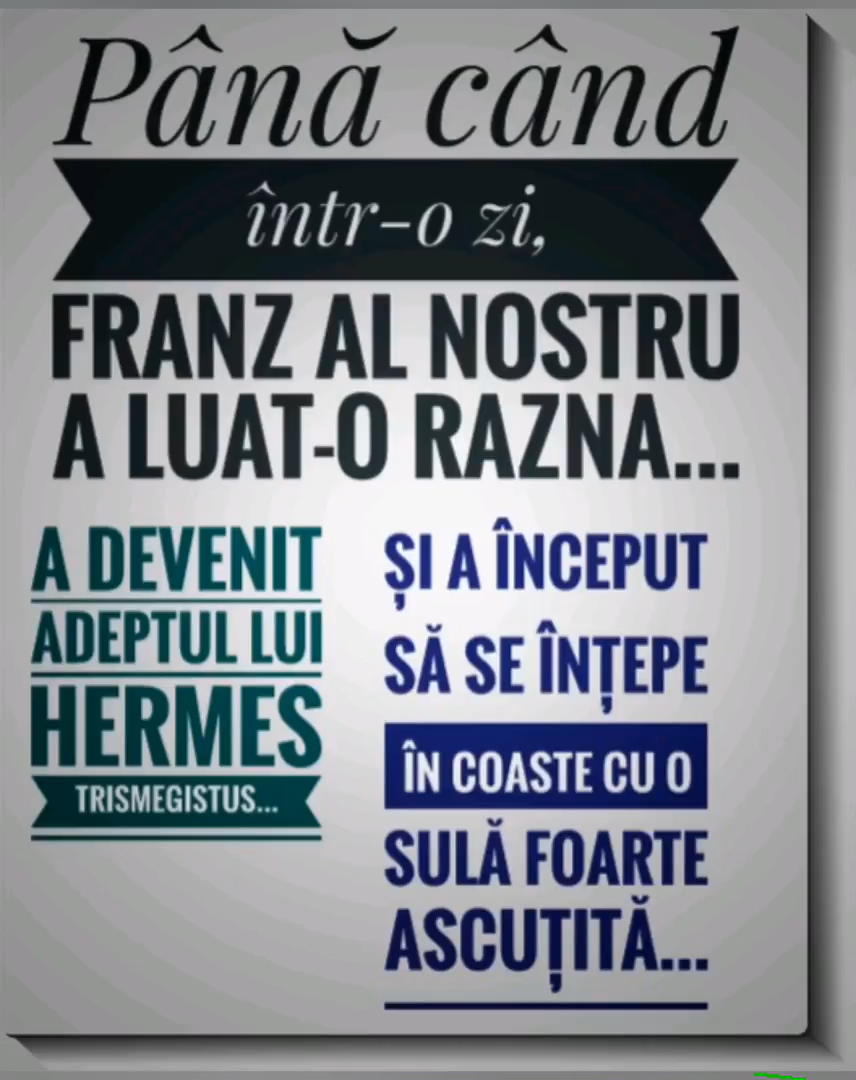 Până când
într-o zi,
FRANZ AL NOSTRU
A LUAT-O RAZNA...
A DEVENIT
ADEPTUL LUI
HERMES
TRISMEGISTUS...
ȘI A ÎNCEPUT
SĂ SE ÎNȚEPE
ÎN COASTE CU O
SULĂ FOARTE
ASCUȚITĂ...